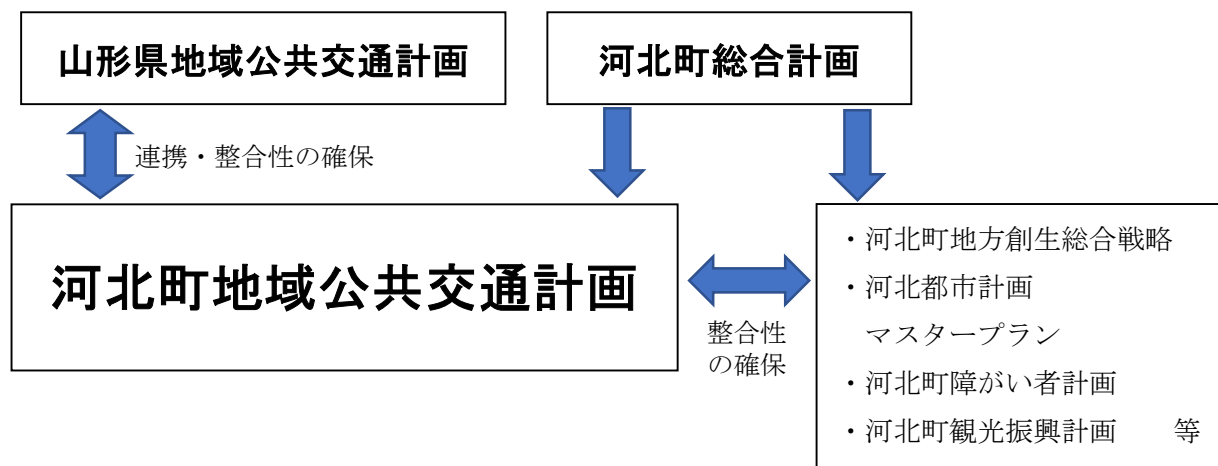 山形県地域公共交通計画
河北町総合計画
連携・整合性の確保
河北町地域公共交通計画
整合性
の確保
・河北町地方創生総合戦略
・河北都市計画
マスタープラン
・河北町障がい者計画
・河北町観光振興計画　等